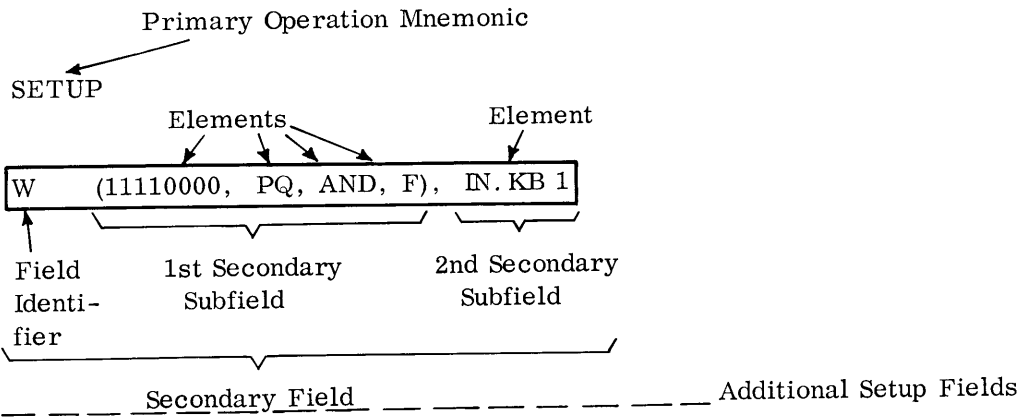 Primary Operation Mnemonic
SETUP
Elements
Element
W (11110000, PQ, AND, F), IN.KB 1
Field Identi- fier
1st Secondary Subfield
2nd Secondary Subfield
Secondary Field
Additional Setup Fields